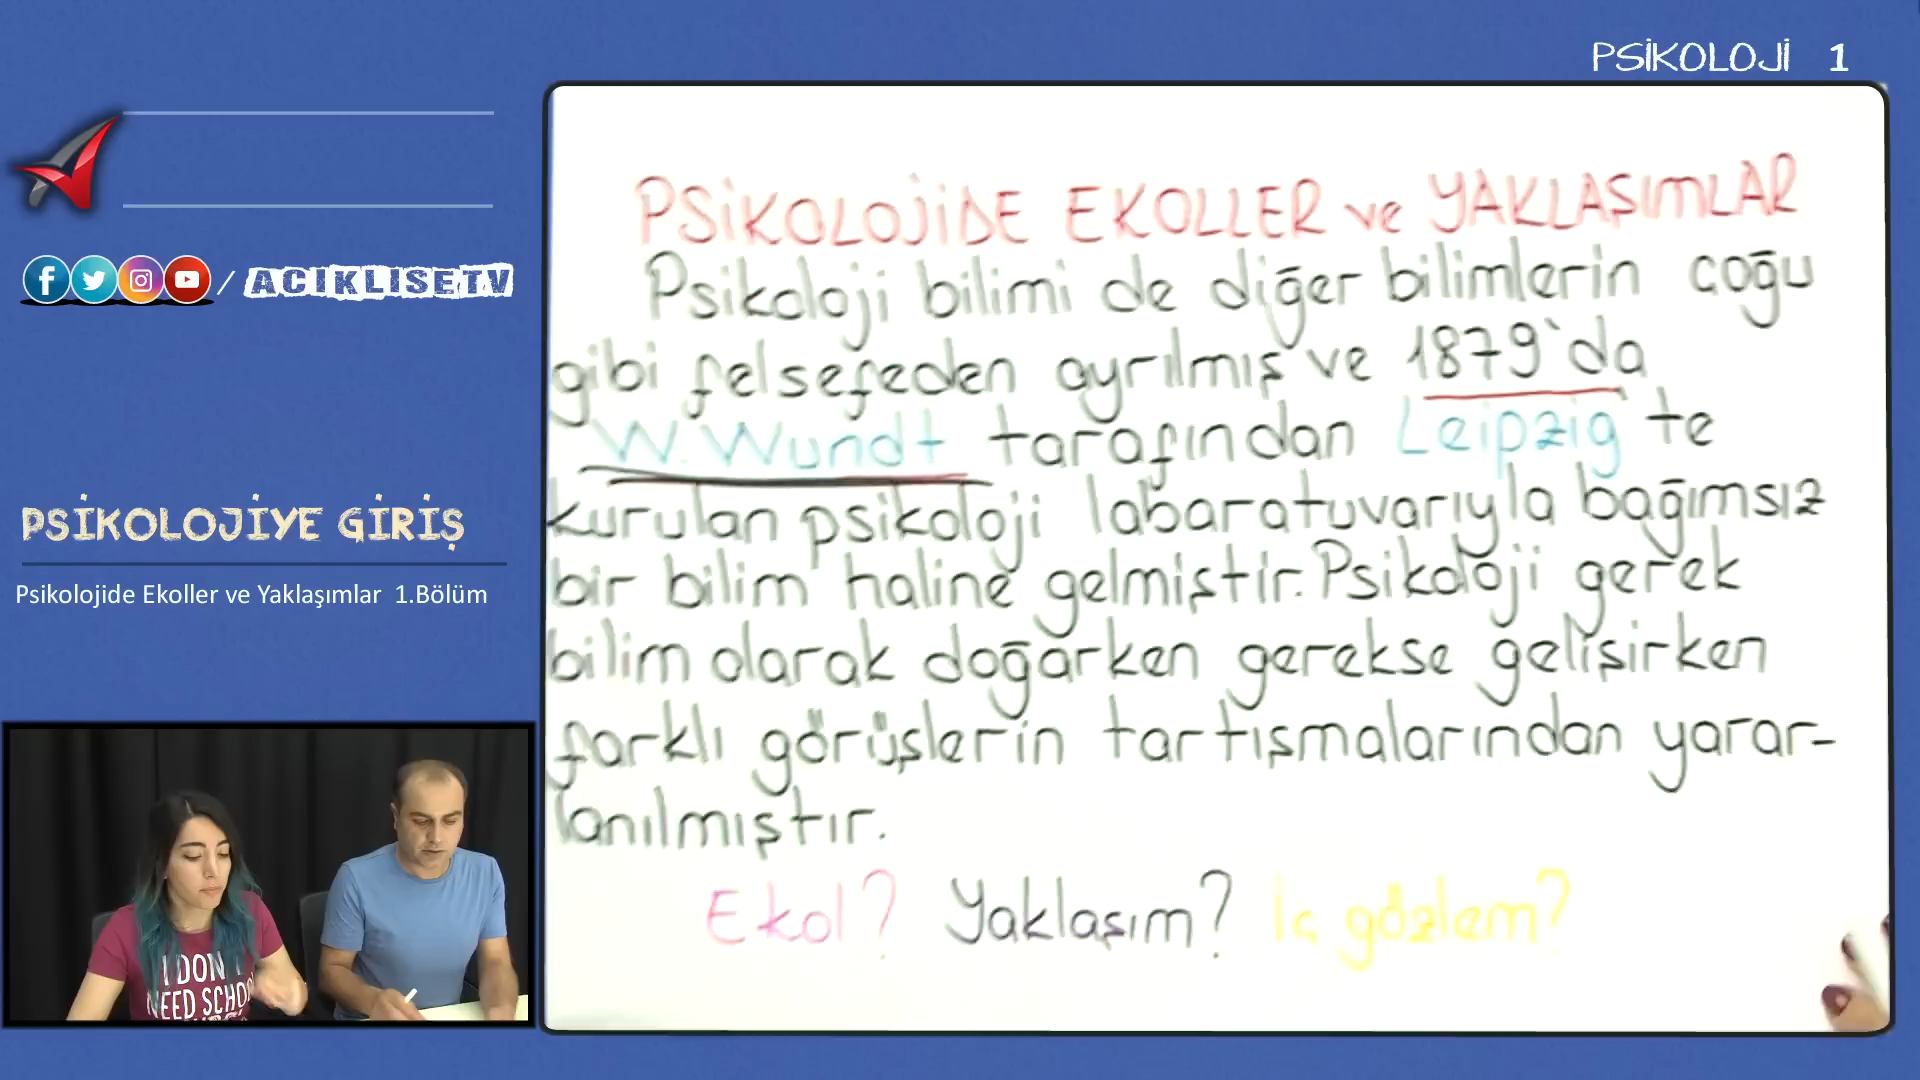 PSİKOLOJİ 1
/ ACIKLISETV
PSİKOLOJİYE GİRİŞ
Psikolojide Ekoller ve Yaklaşımlar 1.Bölüm
PSİKOLOJİDE EKOLLER ve YAKLAŞIMLAR
Psikoloji bilimi de diğer bilimlerin çoğu
gibi felsefeden ayrılmış ve 1879'da
W. Wundt tarafından Leipzig'te
kurulan psikoloji labaratuvarıyla bağımsız
bir bilim haline gelmiştir. Psikoloji gerek
bilim olarak doğarken gerekse gelişirken
farklı görüşlerin tartışmalarından yarar-
lanılmıştır.
Ekol? Yaklaşım? İç gözlem?
I DON'T
NEED SCHO